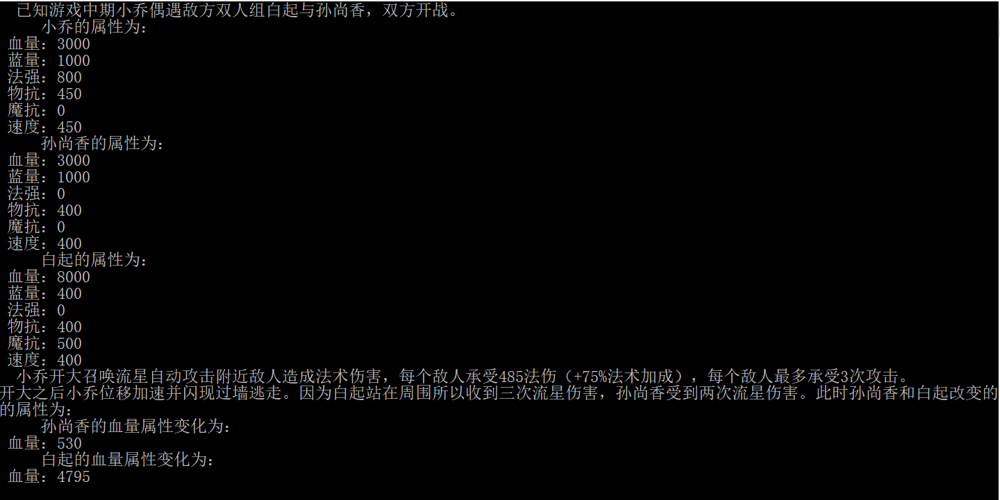 已知游戏中期小乔偶遇敌方双人组白起与孙尚香，双方开战。
小乔的属性为：
血量：3000
蓝量：1000
法强：800
物抗：450
魔抗：0
速度：450
孙尚香的属性为：
血量：3000
蓝量：1000
法强：0
物抗：400
魔抗：0
速度：400
白起的属性为：
血量：8000
蓝量：400
法强：0
物抗：400
魔抗：500
速度：400
小乔开大召唤流星自动攻击附近敌人造成法术伤害，每个敌人承受485法伤（+75%法术加成），每个敌人最多承受3次攻击。
开大之后小乔位移加速并闪现过墙逃走。因为白起站在周围所以收到三次流星伤害，孙尚香受到两次流星伤害。此时孙尚香和白起改变的
的属性为：
孙尚香的血量属性变化为：
血量：530
白起的血量属性变化为：
血量：4795